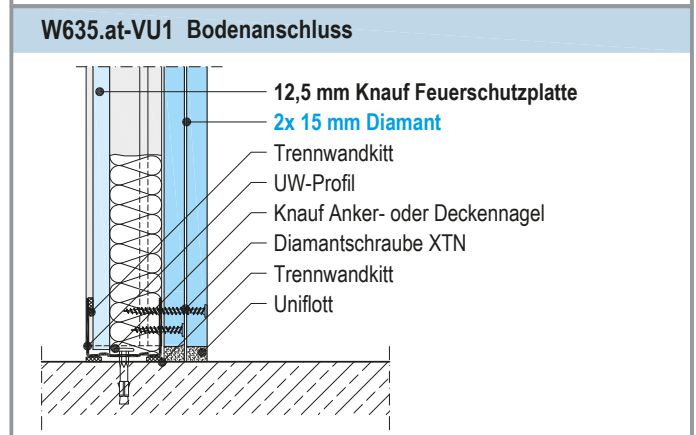 W635.at-VU1 Bodenanschluss
12,5 mm Knauf Feuerschutzplatte
2x 15 mm Diamant
Trennwandkitt
UW-Profil
Knauf Anker- oder Deckennagel
Diamantschraube XTN
Trennwandkitt
Uniflott